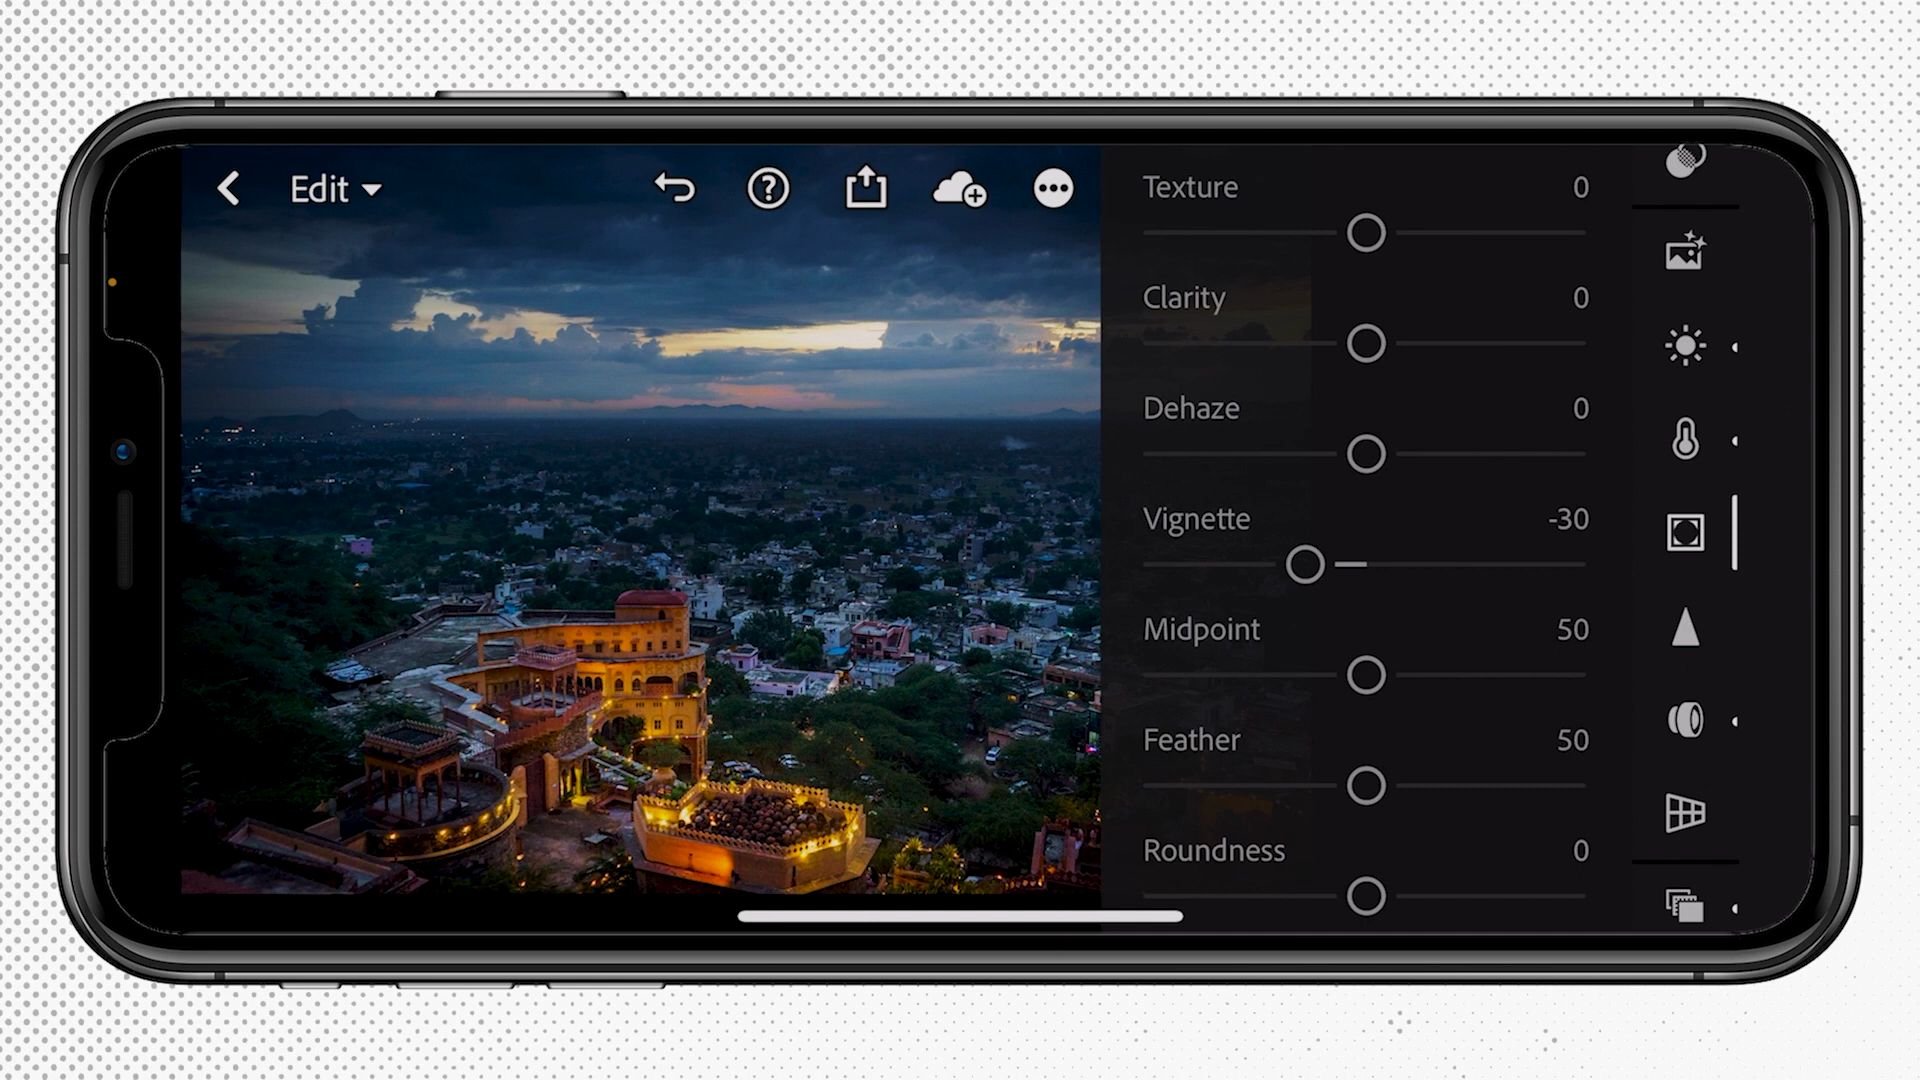 Edit
Texture 0
Clarity 0
Dehaze 0
Vignette -30
Midpoint 50
Feather 50
Roundness 0